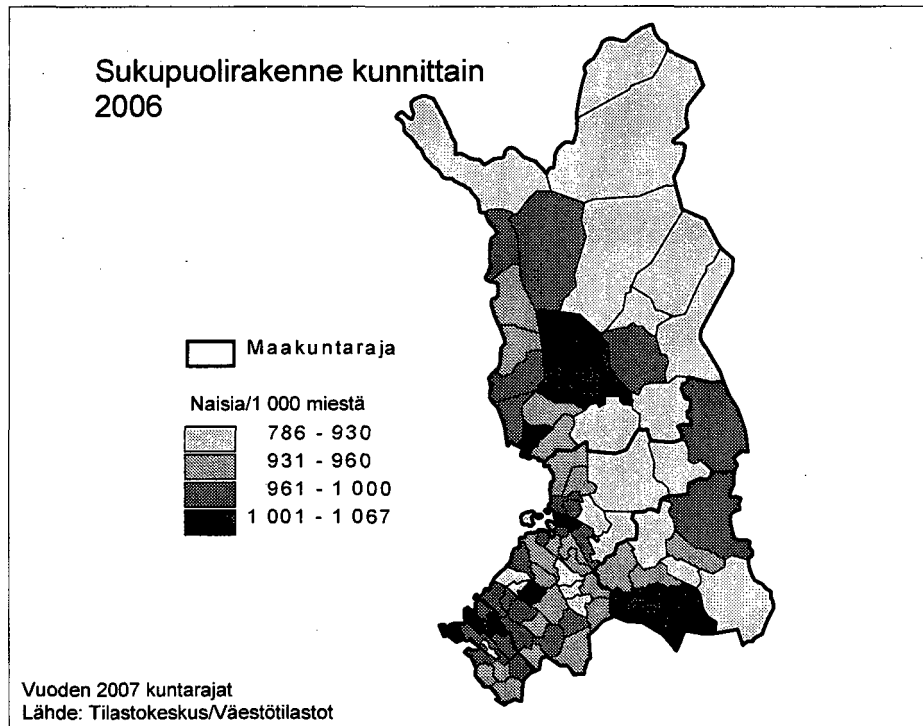 Sukupuolirakenne kunnittain
2006
Maakuntaraja
Naisia/1 000 miestä
786 - 930
931 - 960
961 - 1 000
1 001 - 1 067
Vuoden 2007 kuntarajat
Lähde: Tilastokeskus/Väestötilastot